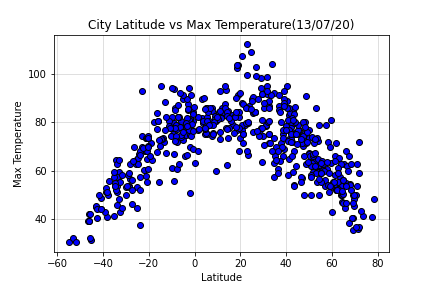 City Latitude vs Max Temperature(13/07/20)
Max Temperature
100
80
60
40
−60 −40 −20 0 20 40 60 80
Latitude